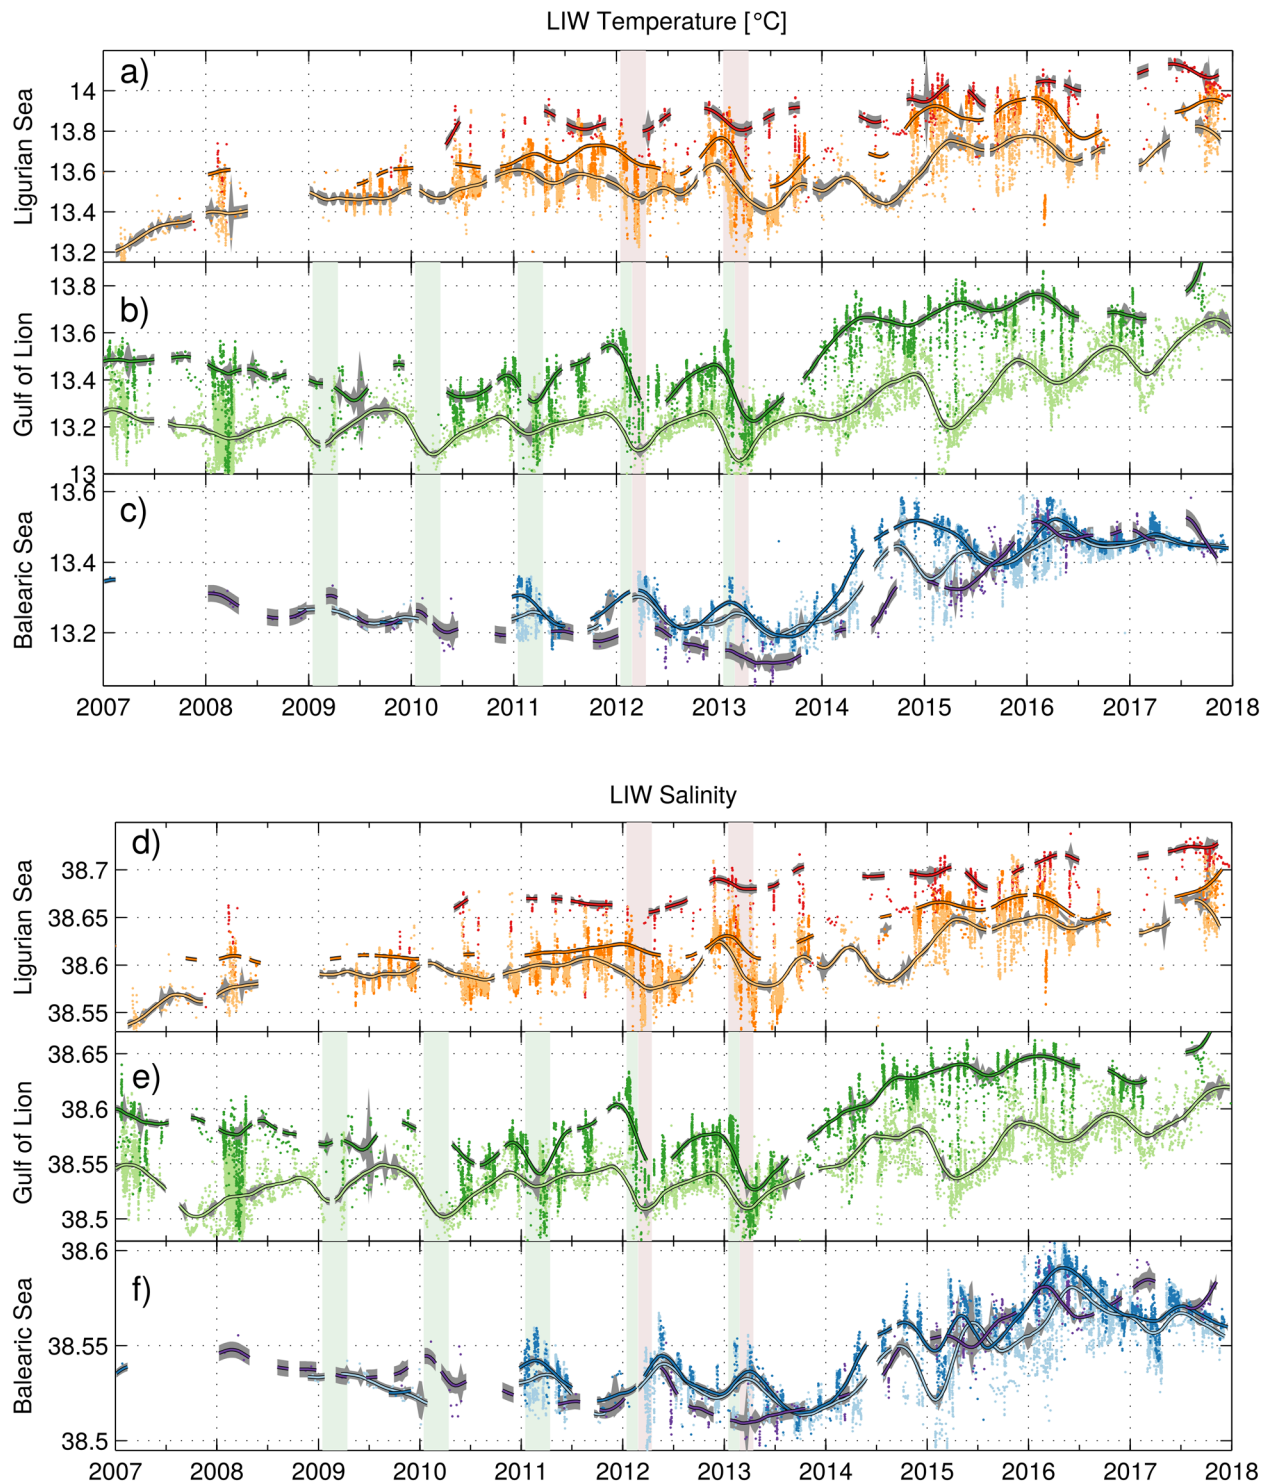 LIW Temperature [°C]
a)
Ligurian Sea
14
13.8
13.6
13.4
13.2
b)
Gulf of Lion
13.8
13.6
13.4
13.2
13
c)
Balearic Sea
13.6
13.4
13.2
2007 2008 2009 2010 2011 2012 2013 2014 2015 2016 2017 2018
LIW Salinity
d)
Ligurian Sea
38.7
38.65
38.6
38.55
e)
Gulf of Lion
38.65
38.6
38.55
38.5
f)
Balearic Sea
38.6
38.55
38.5
2007 2008 2009 2010 2011 2012 2013 2014 2015 2016 2017 2018